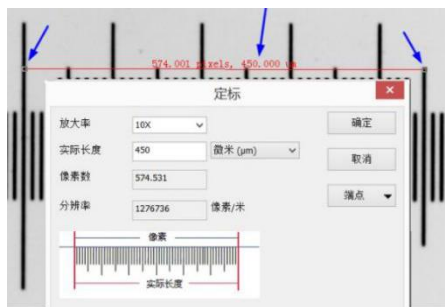 574.001 pixels, 450.000 um
定标
放大率 10X 确定
实际长度 450 微米 (μm) 取消
像素数 574.531 端点
分辨率 1276736 像素/米
像素
实际长度